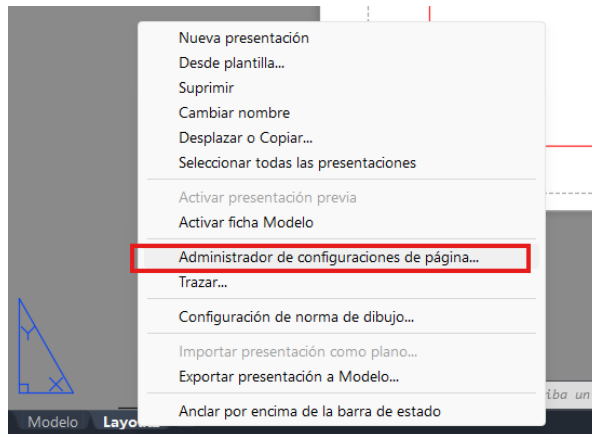 Nueva presentación
Desde plantilla...
Suprimir
Cambiar nombre
Desplazar o Copiar...
Seleccionar todas las presentaciones
Activar presentación previa
Activar ficha Modelo
Administrador de configuraciones de página...
Trazar...
Configuración de norma de dibujo...
Importar presentación como plano...
Exportar presentación a Modelo...
Anclar por encima de la barra de estado
Y
X
iba un
Modelo